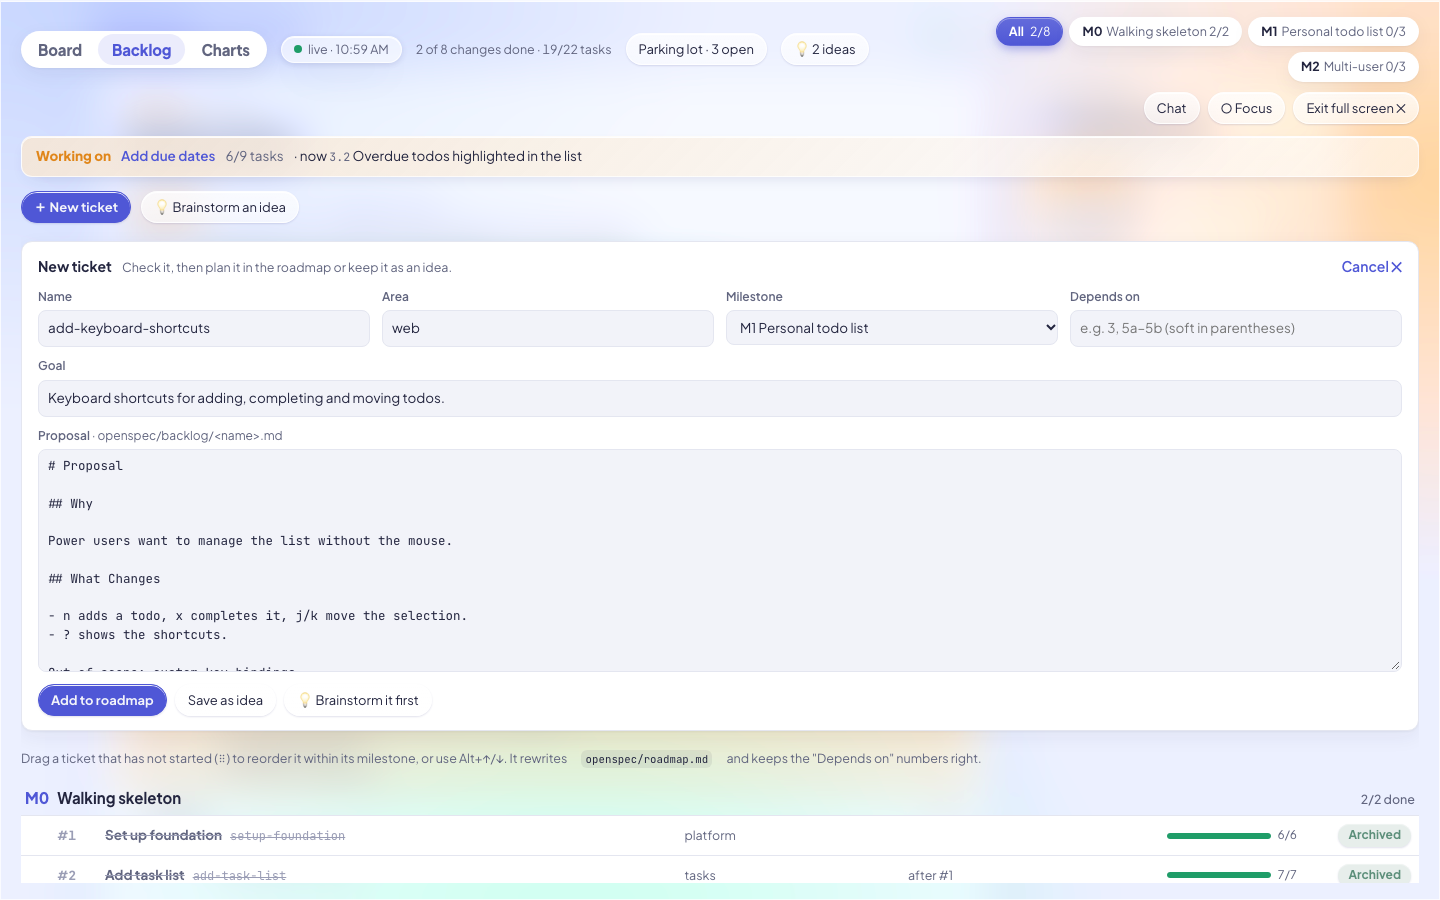 Board Backlog Charts live · 10:59 AM 2 of 8 changes done · 19/22 tasks Parking lot · 3 open 💡 2 ideas All 2/8 M0 Walking skeleton 2/2 M1 Personal todo list 0/3
M2 Multi-user 0/3
Chat Focus Exit full screen ✕
Working on Add due dates 6/9 tasks · now 3.2 Overdue todos highlighted in the list
+ New ticket 💡 Brainstorm an idea
New ticket Check it, then plan it in the roadmap or keep it as an idea. Cancel ✕
Name Area Milestone Depends on
add-keyboard-shortcuts web M1 Personal todo list e.g. 3, 5a–5b (soft in parentheses)
Goal
Keyboard shortcuts for adding, completing and moving todos.
Proposal · openspec/backlog/<name>.md
# Proposal
## Why
Power users want to manage the list without the mouse.
## What Changes
- n adds a todo, x completes it, j/k move the selection.
- ? shows the shortcuts.
Out of scope: custom key bindings
Add to roadmap Save as idea 💡 Brainstorm it first
Drag a ticket that has not started (⠿) to reorder it within its milestone, or use Alt+↑/↓. It rewrites openspec/roadmap.md and keeps the "Depends on" numbers right.
M0 Walking skeleton 2/2 done
#1 Set up foundation setup-foundation platform 6/6 Archived
#2 Add task list add-task-list tasks after #1 7/7 Archived